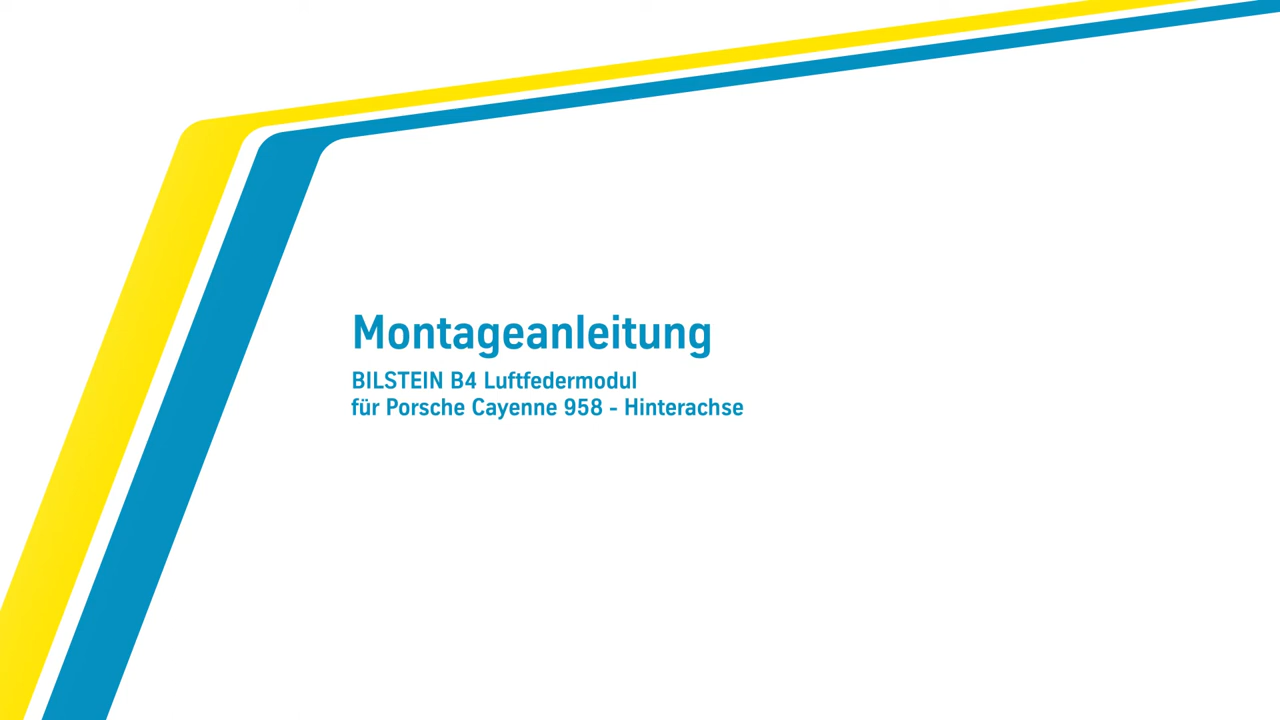 Montageanleitung
BILSTEIN B4 Luftfedermodul
für Porsche Cayenne 958 - Hinterachse